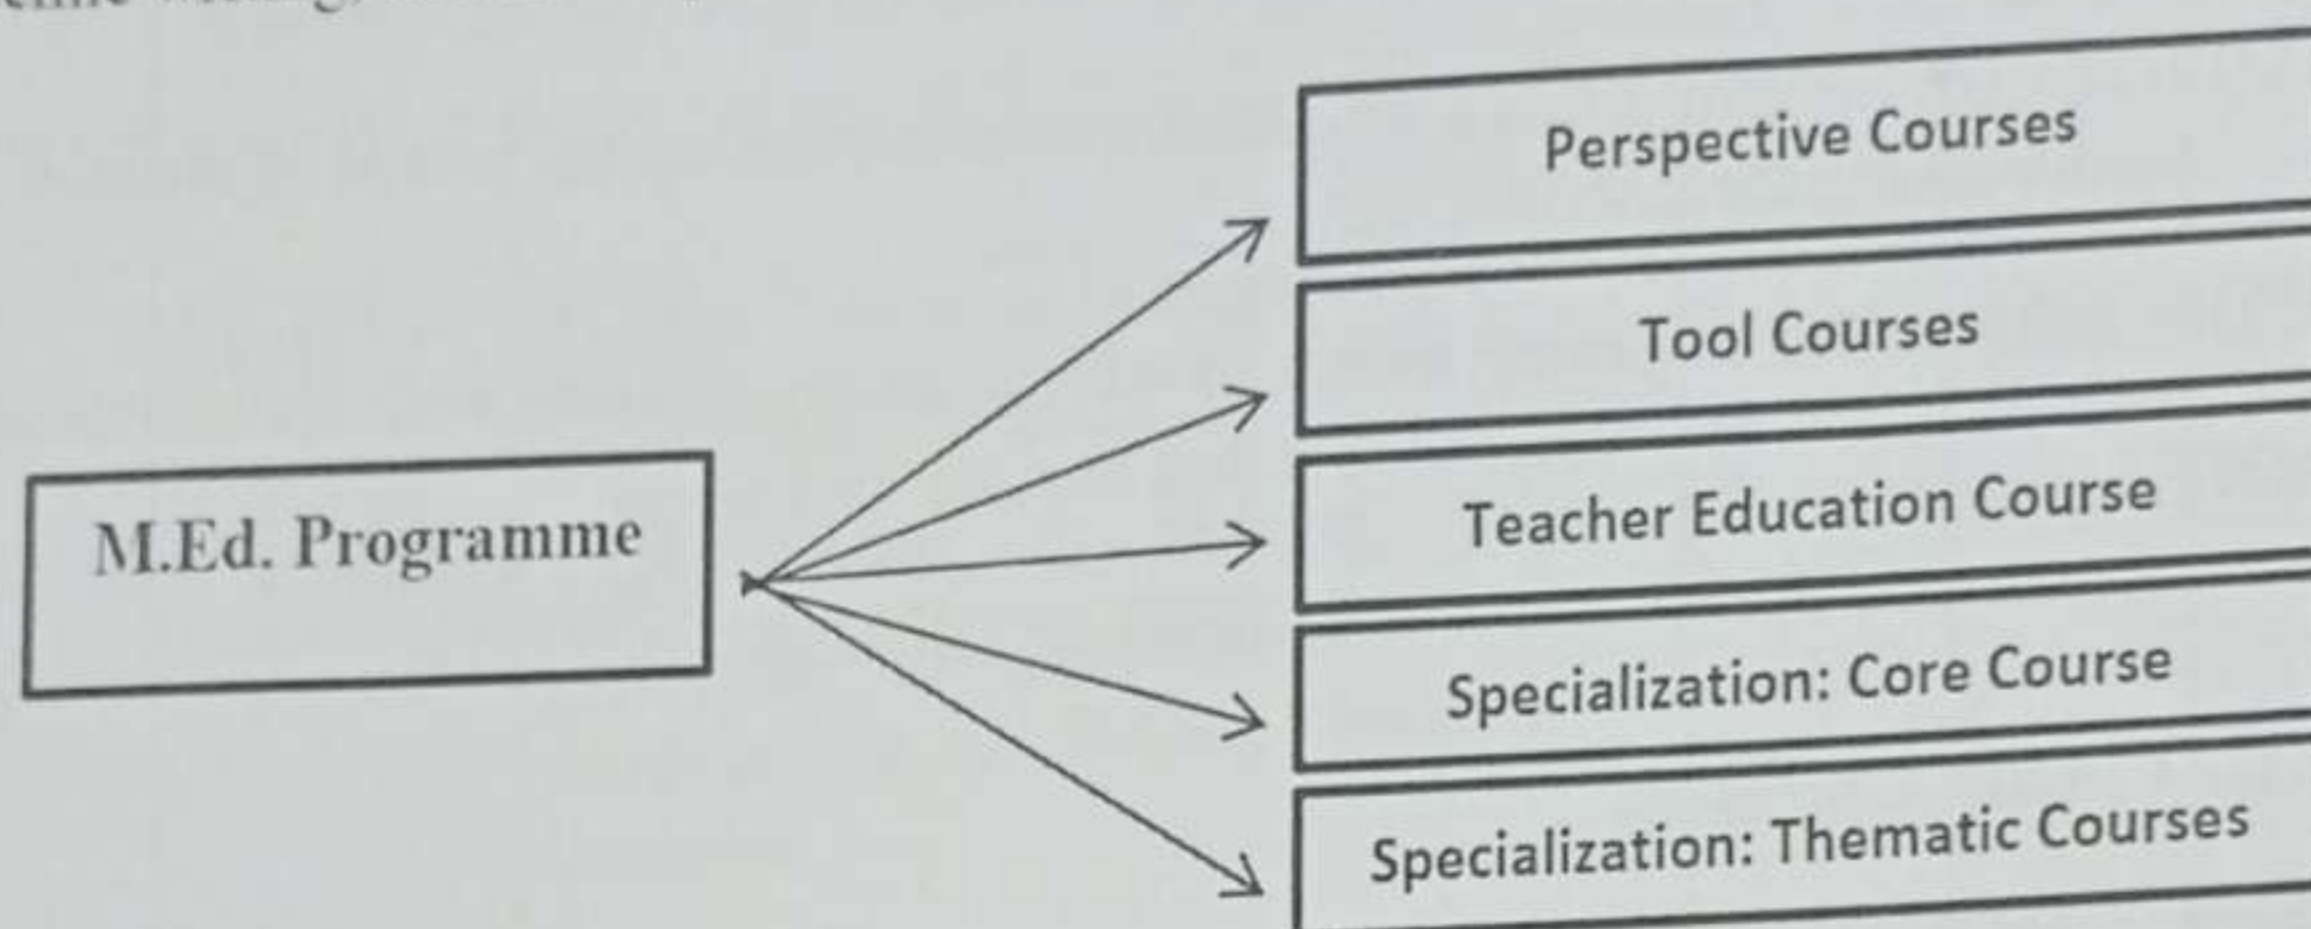 M.Ed. Programme
Perspective Courses
Tool Courses
Teacher Education Course
Specialization: Core Course
Specialization: Thematic Courses